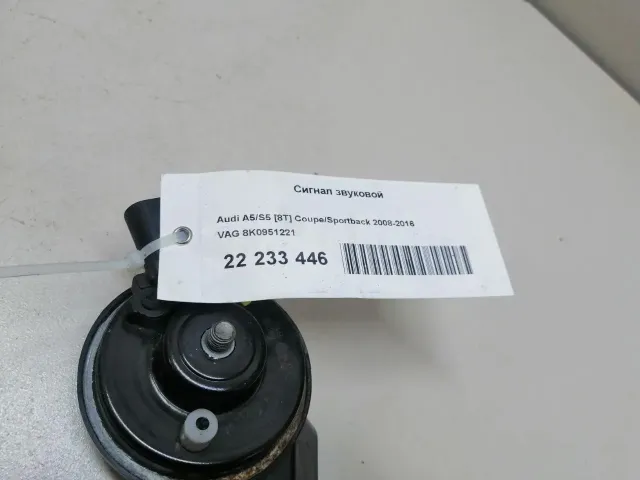 Сигнал звуковой
Audi A5/S5 [8T] Coupe/Sportback 2008-2016
VAG 8K0951221
22 233 446